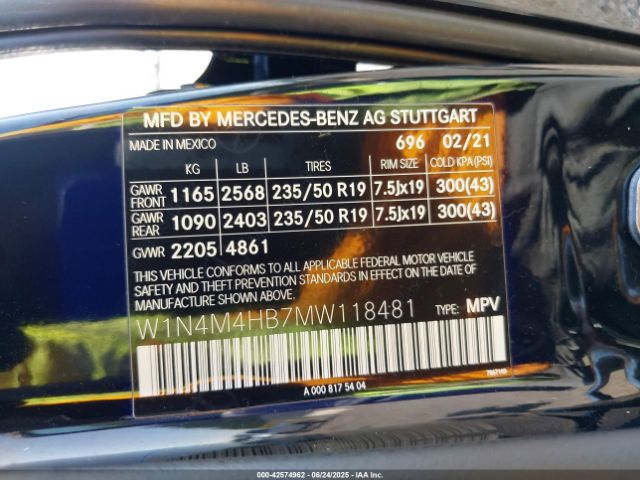 MFD BY MERCEDES-BENZ AG STUTTGART
MADE IN MEXICO 696 02/21
KG LB TIRES RIM SIZE COLD KPA (PSI)
GAWR FRONT 1165 2568 235/50 R19 7.5Jx19 300(43)
GAWR REAR 1090 2403 235/50 R19 7.5Jx19 300(43)
GVWR 2205 4861
THIS VEHICLE CONFORMS TO ALL APPLICABLE FEDERAL MOTOR VEHICLE
SAFETY AND THEFT PREVENTION STANDARDS IN EFFECT ON THE DATE
OF MANUFACTURE SHOWN ABOVE.
W1N4M4HB7MW118481 TYPE: MPV
A 000 817 54 04
000-42574962 - 06/24/2025 - IAAI.COM